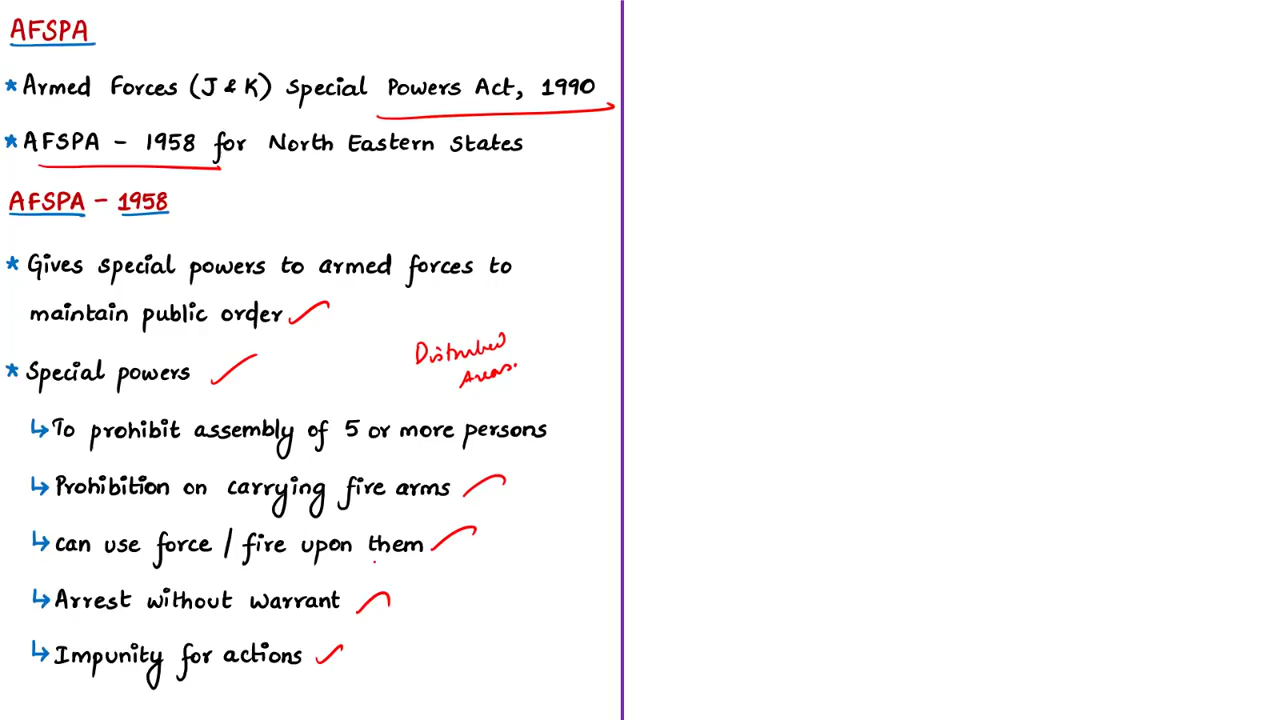 AFSPA
* Armed Forces (J & K) Special Powers Act, 1990
* AFSPA - 1958 for North Eastern States
AFSPA - 1958
* Gives special powers to armed forces to
maintain public order
Disturbed
Areas.
* Special powers
↳ To prohibit assembly of 5 or more persons
↳ Prohibition on carrying fire arms
↳ can use force / fire upon them
↳ Arrest without warrant
↳ Impunity for actions